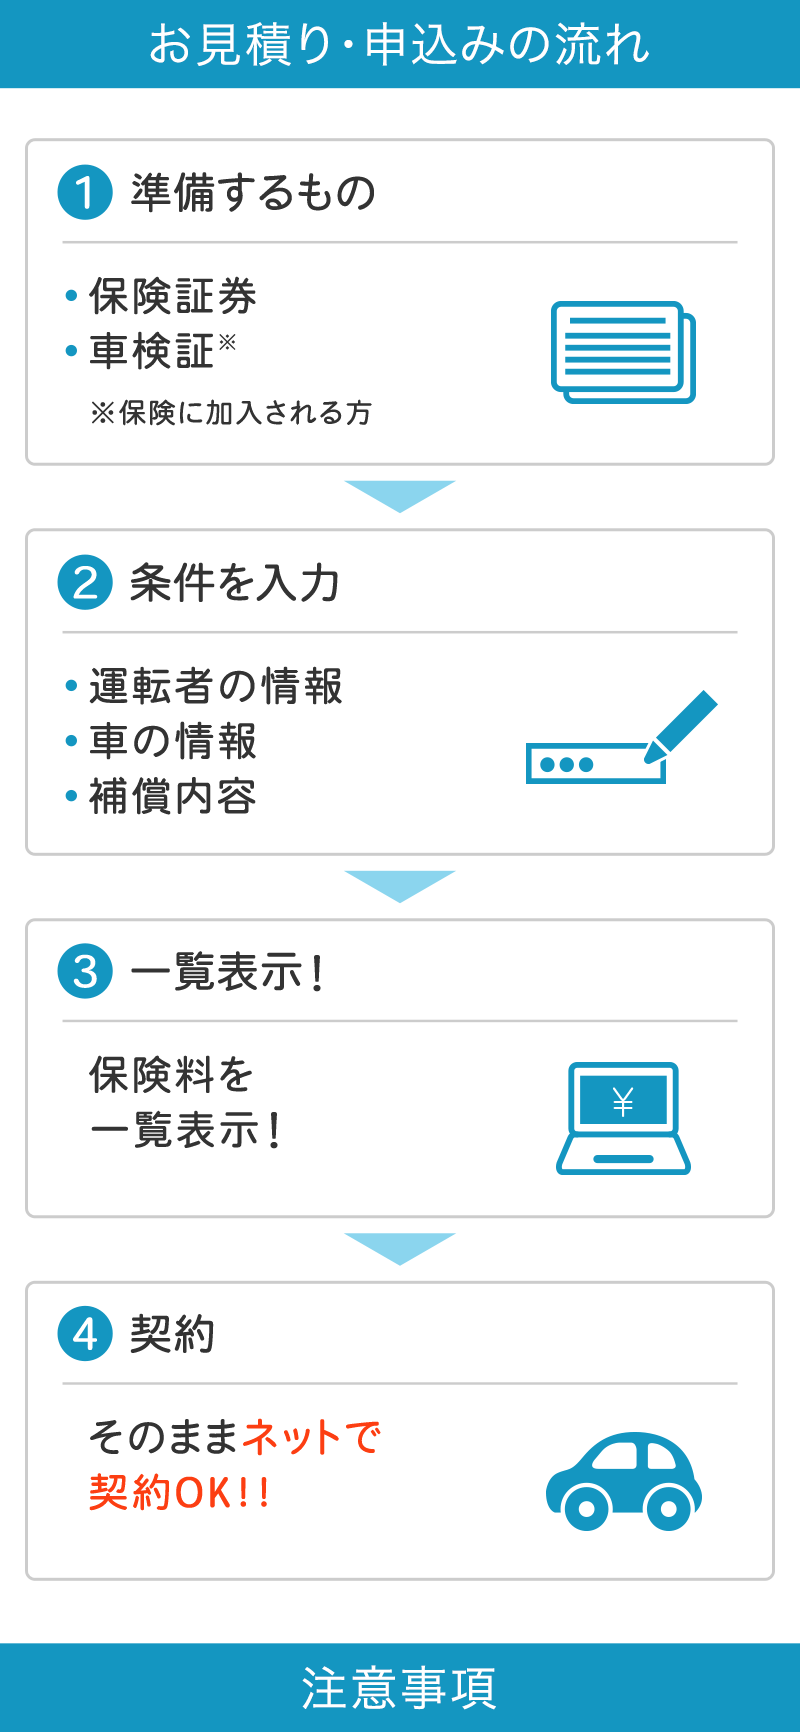 お見積り･申込みの流れ
1 準備するもの
•保険証券
•車検証※
※保険に加入される方
2 条件を入力
•運転者の情報
•車の情報
•補償内容
3 一覧表示!
保険料を
一覧表示!
¥
4 契約
そのままネットで
契約OK!!
注意事項